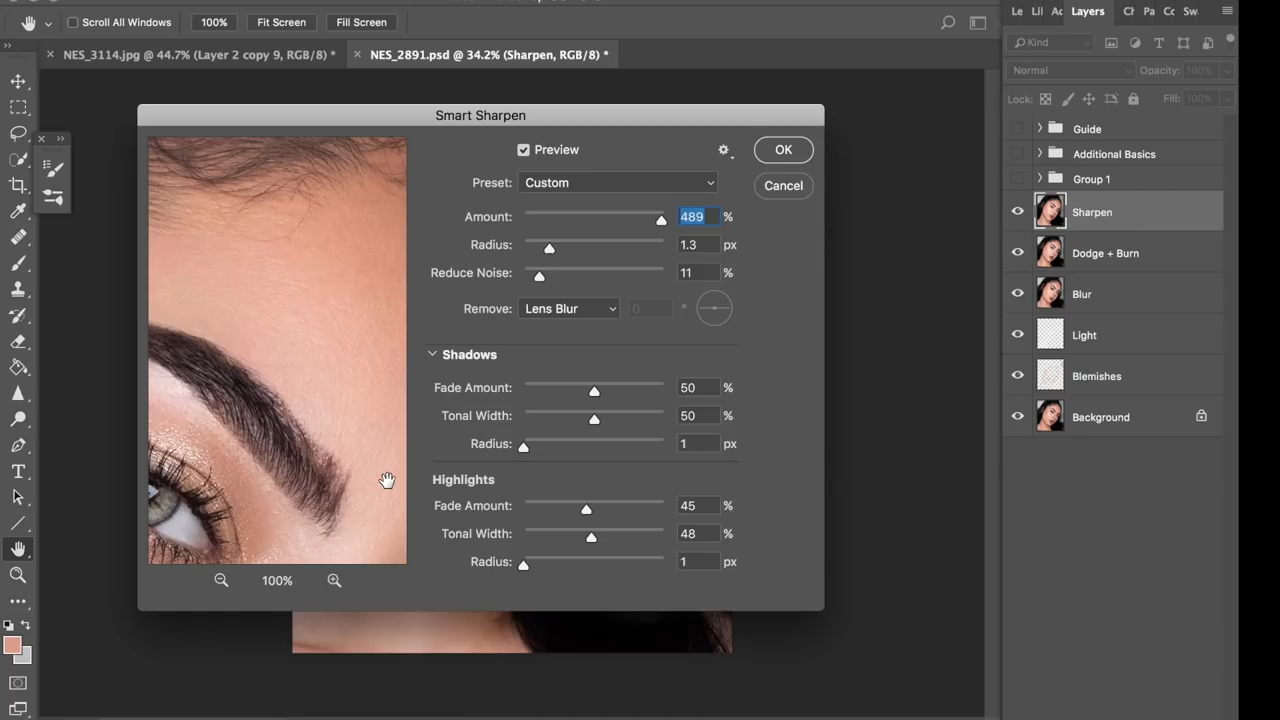 Scroll All Windows 100% Fit Screen Fill Screen
NES_3114.jpg @ 44.7% (Layer 2 copy 9, RGB/8) *
NES_2891.psd @ 34.2% (Sharpen, RGB/8) *
Smart Sharpen
Preview
OK
Preset: Custom
Cancel
Amount: 489 %
Radius: 1.3 px
Reduce Noise: 11 %
Remove: Lens Blur 0 °
Shadows
Fade Amount: 50 %
Tonal Width: 50 %
Radius: 1 px
Highlights
Fade Amount: 45 %
Tonal Width: 48 %
Radius: 1 px
100%
Le Lil Ac Layers Cł Pa Cc Sw
Kind
Normal Opacity: 100%
Lock: Fill: 100%
Guide
Additional Basics
Group 1
Sharpen
Dodge + Burn
Blur
Light
Blemishes
Background